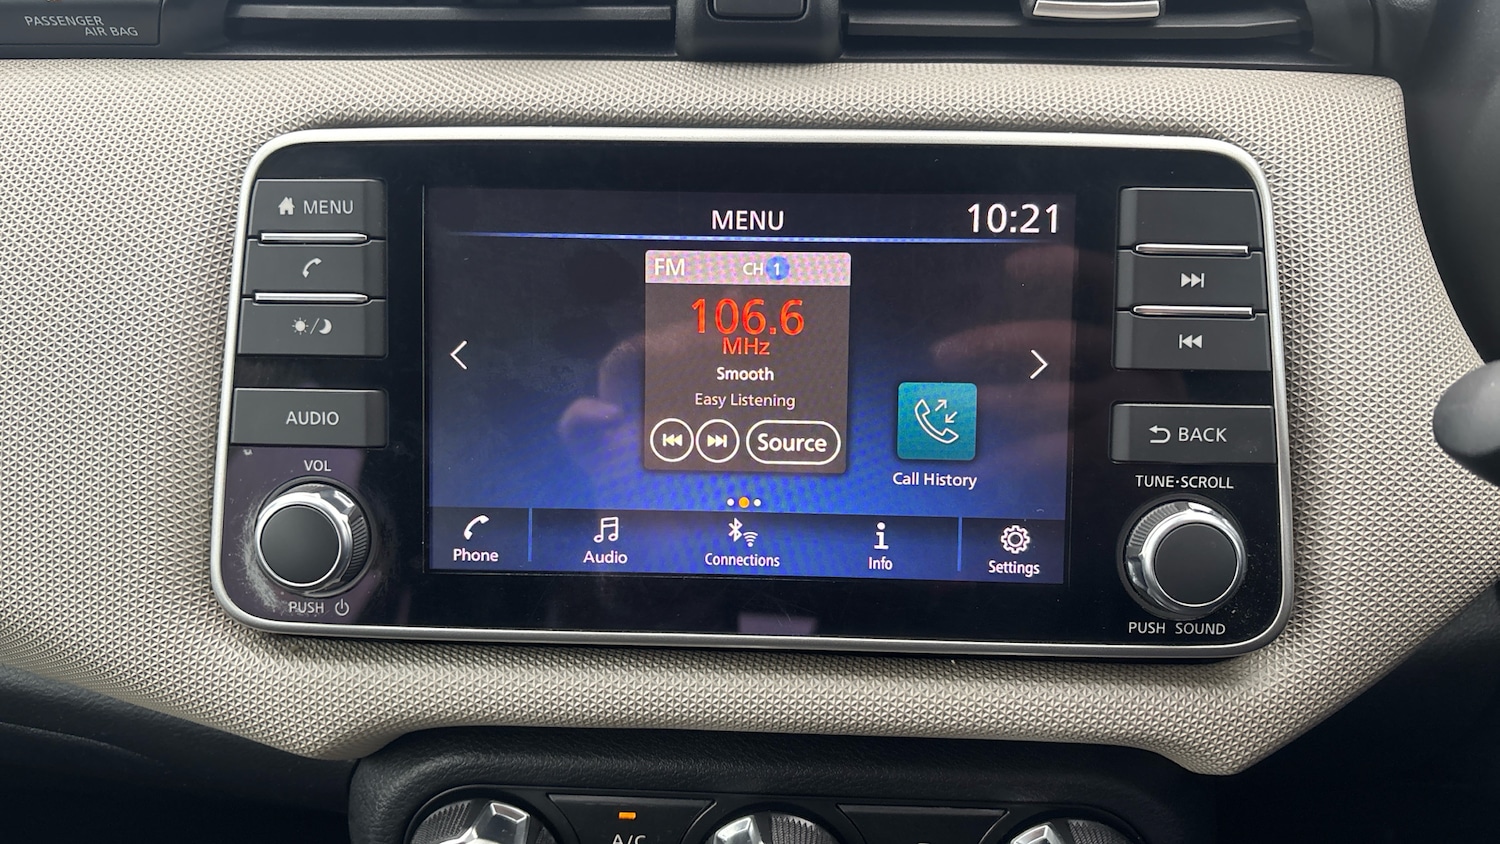 PASSENGER
AIR BAG
MENU
AUDIO
VOL
PUSH
MENU
10:21
FM CH 1
106.6
MHz
Smooth
Easy Listening
Source
Call History
Phone
Audio
Connections
Info
Settings
BACK
TUNE·SCROLL
PUSH SOUND
A/C